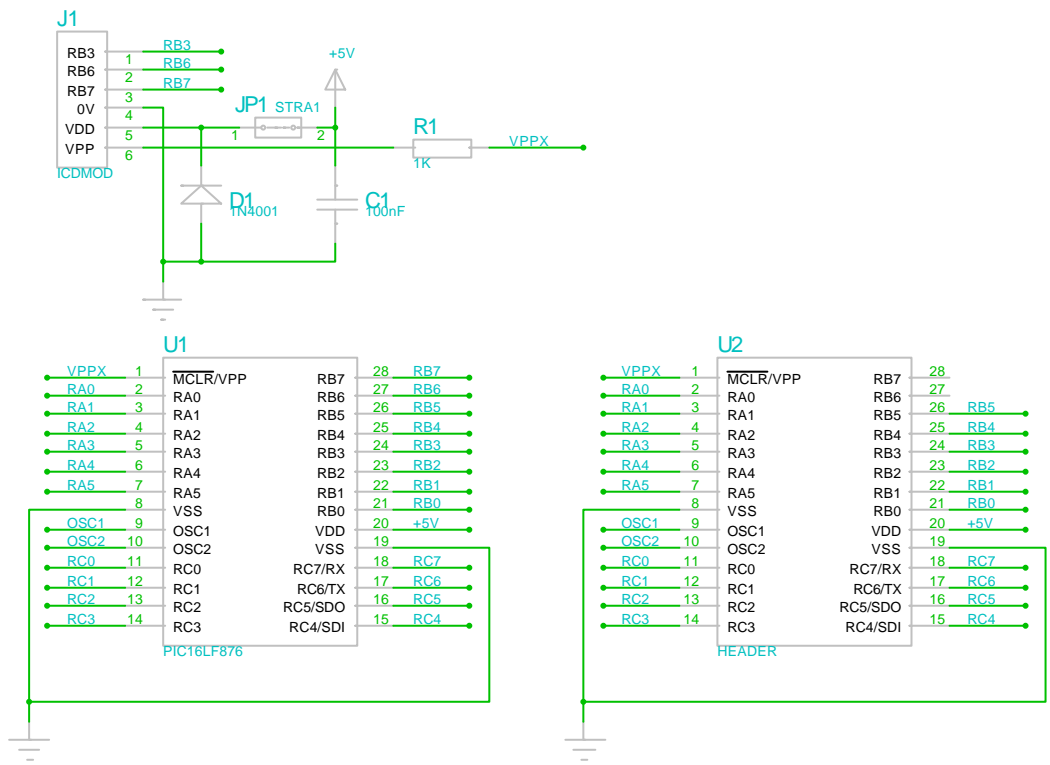 J1
RB3 1 RB3
RB6 2 RB6
RB7 3 RB7
0V 4
VDD 5
VPP 6
ICDMOD
+5V
JP1 STRA1
1 2
R1
1K
VPPX
D1
1N4001
C1
100nF
U1
VPPX 1 MCLR/VPP RB7 28 RB7
RA0 2 RA0 RB6 27 RB6
RA1 3 RA1 RB5 26 RB5
RA2 4 RA2 RB4 25 RB4
RA3 5 RA3 RB3 24 RB3
RA4 6 RA4 RB2 23 RB2
RA5 7 RA5 RB1 22 RB1
8 VSS RB0 21 RB0
OSC1 9 OSC1 VDD 20 +5V
OSC2 10 OSC2 VSS 19
RC0 11 RC0 RC7/RX 18 RC7
RC1 12 RC1 RC6/TX 17 RC6
RC2 13 RC2 RC5/SDO 16 RC5
RC3 14 RC3 RC4/SDI 15 RC4
PIC16LF876
U2
VPPX 1 MCLR/VPP RB7 28
RA0 2 RA0 RB6 27
RA1 3 RA1 RB5 26 RB5
RA2 4 RA2 RB4 25 RB4
RA3 5 RA3 RB3 24 RB3
RA4 6 RA4 RB2 23 RB2
RA5 7 RA5 RB1 22 RB1
8 VSS RB0 21 RB0
OSC1 9 OSC1 VDD 20 +5V
OSC2 10 OSC2 VSS 19
RC0 11 RC0 RC7/RX 18 RC7
RC1 12 RC1 RC6/TX 17 RC6
RC2 13 RC2 RC5/SDO 16 RC5
RC3 14 RC3 RC4/SDI 15 RC4
HEADER